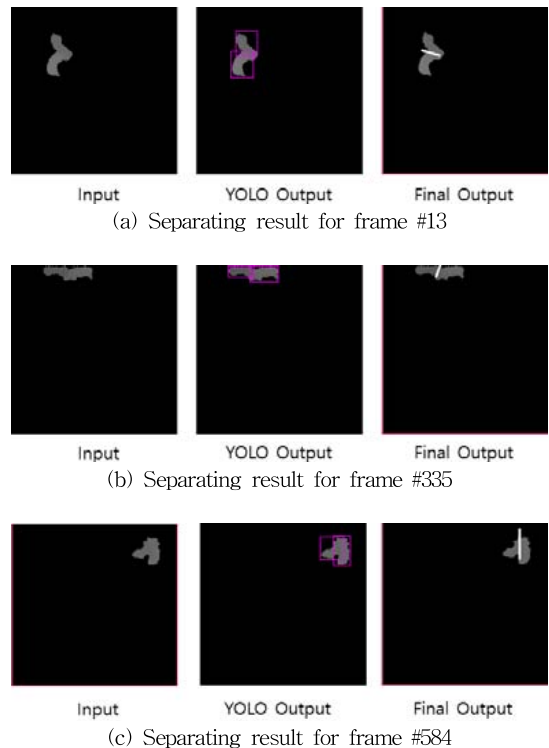 Input YOLO Output Final Output
(a) Separating result for frame #13
Input YOLO Output Final Output
(b) Separating result for frame #335
Input YOLO Output Final Output
(c) Separating result for frame #584